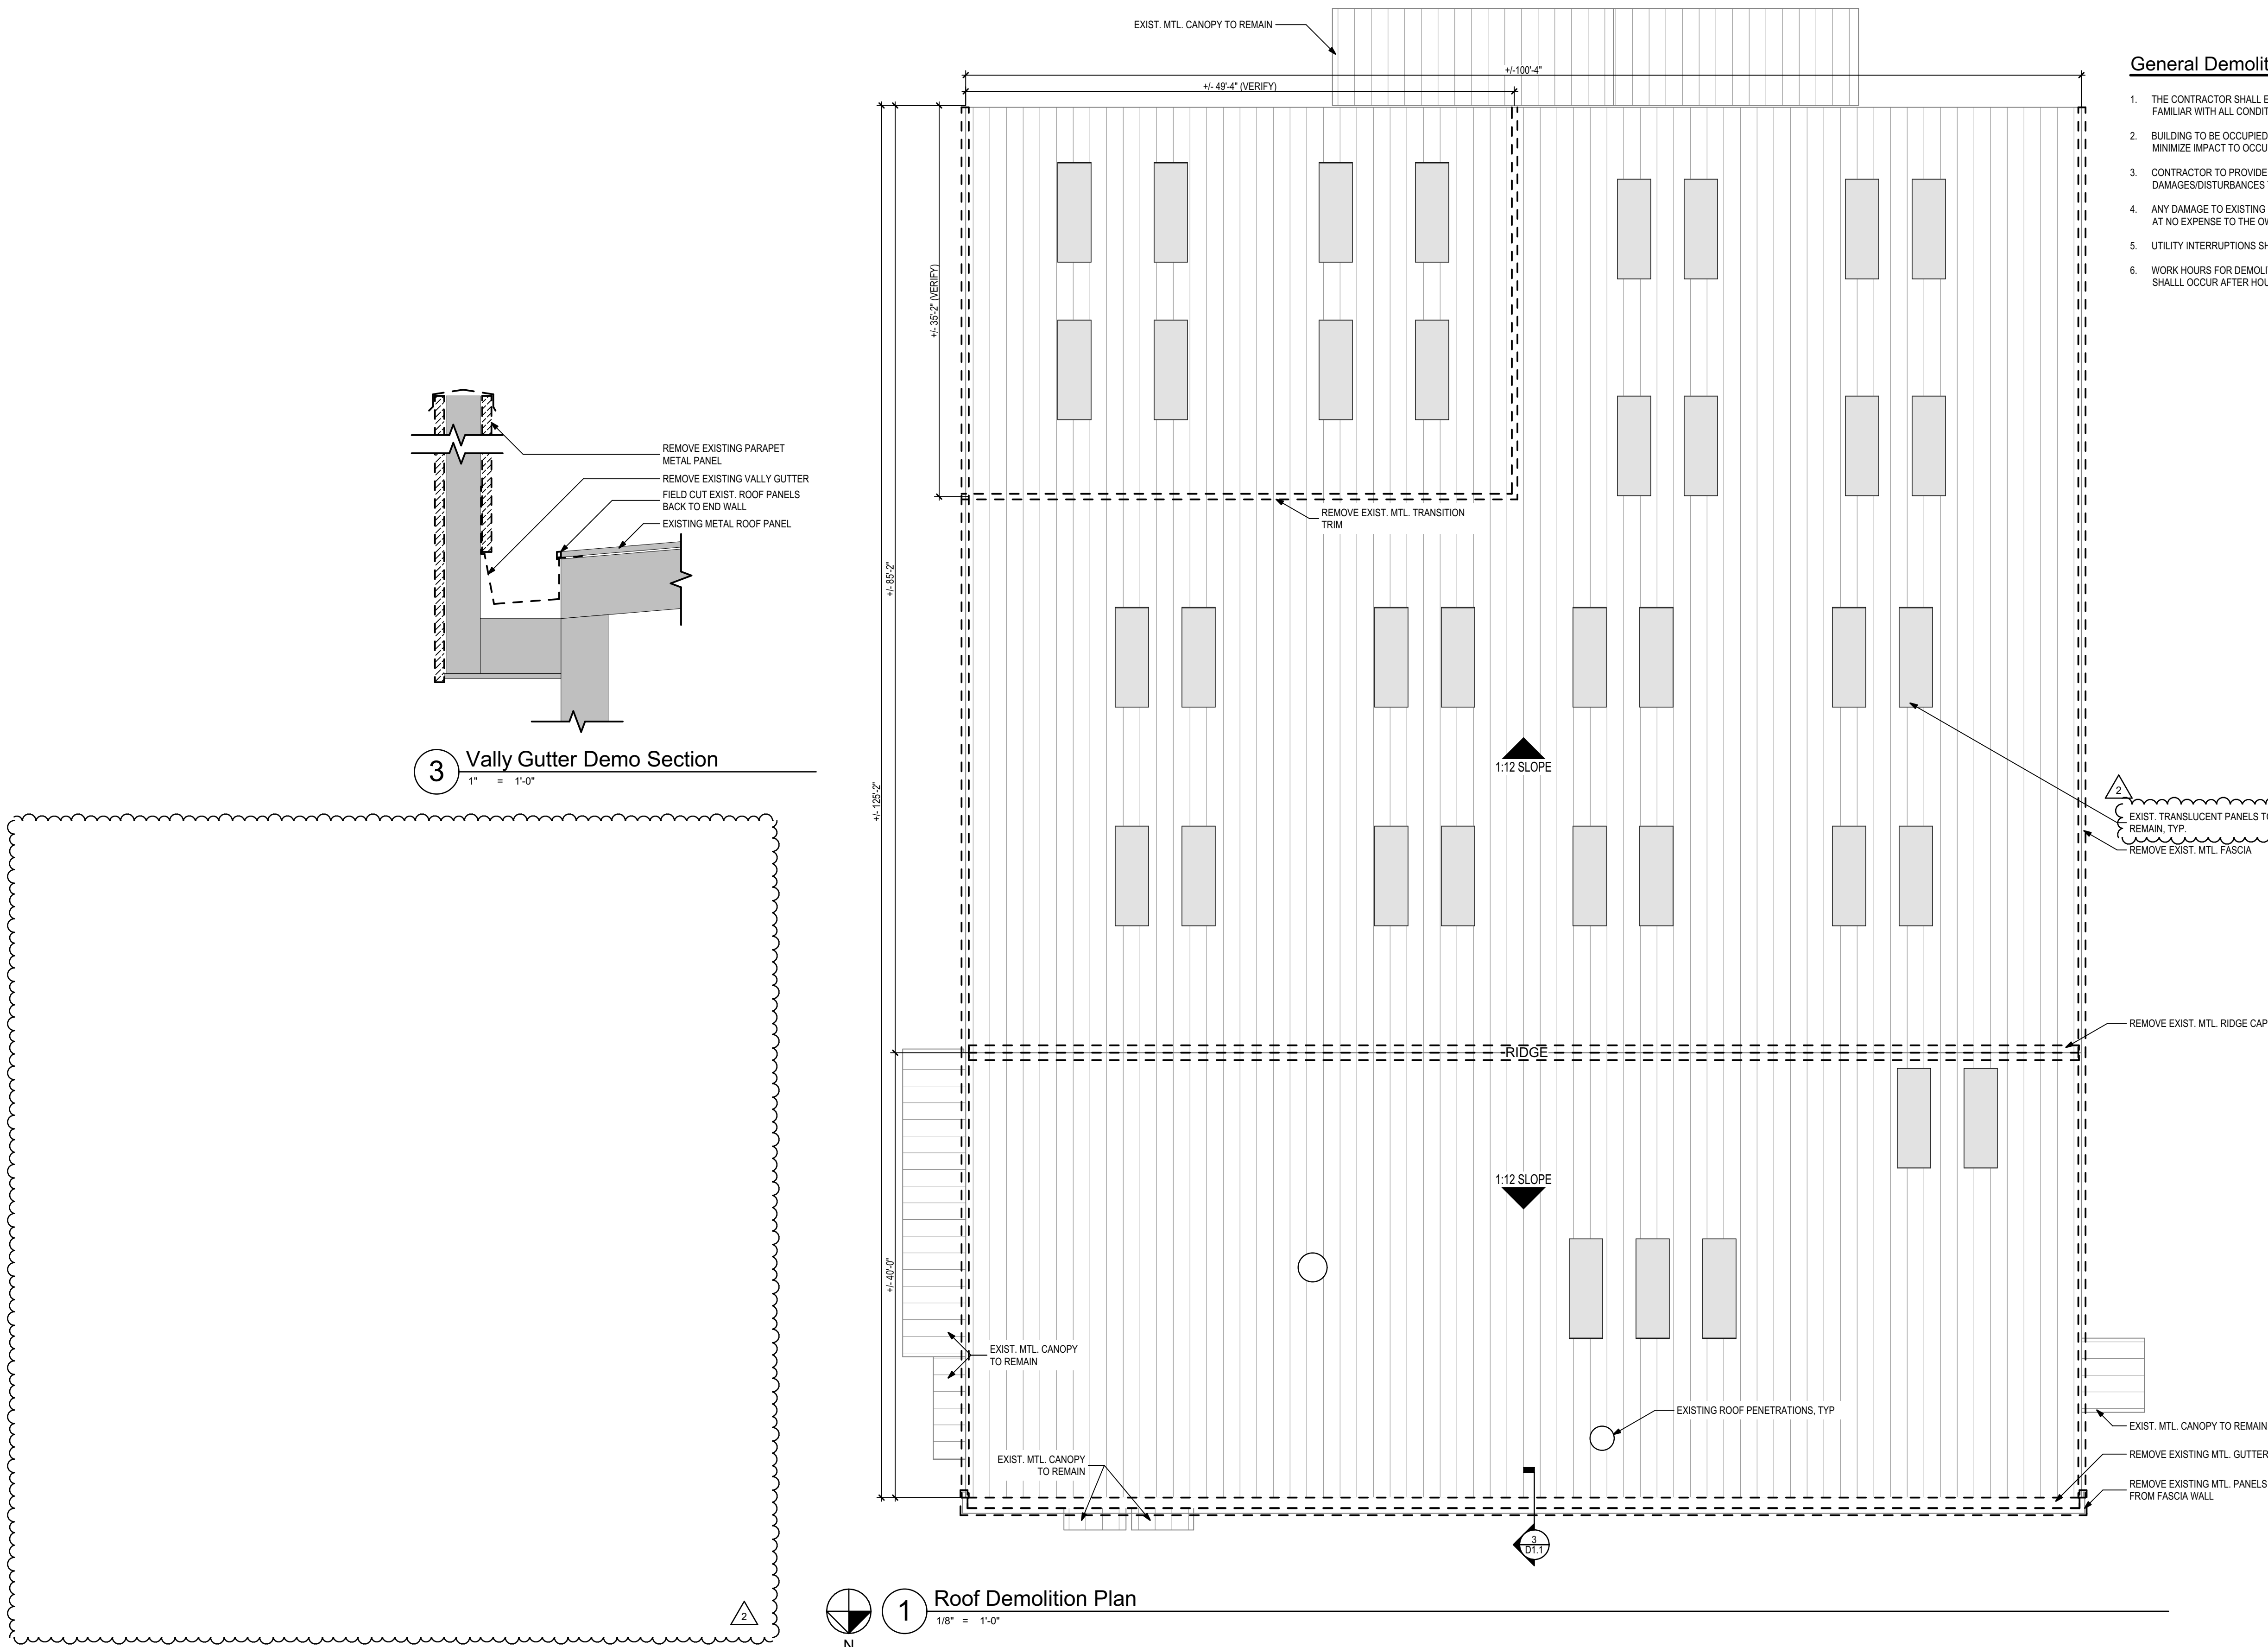 EXIST. MTL. CANOPY TO REMAIN
+/-100'-4"
+/- 49'-4" (VERIFY)
+/- 35'-2" (VERIFY)
REMOVE EXIST. MTL. TRANSITION
TRIM
+/- 85'-2"
+/- 125'-2"
+/- 40'-0"
1:12 SLOPE
RIDGE
1:12 SLOPE
EXIST. MTL. CANOPY
TO REMAIN
EXISTING ROOF PENETRATIONS, TYP
EXIST. MTL. CANOPY
TO REMAIN
3
D1.1
REMOVE EXISTING PARAPET
METAL PANEL
REMOVE EXISTING VALLY GUTTER
FIELD CUT EXIST. ROOF PANELS
BACK TO END WALL
EXISTING METAL ROOF PANEL
3
Vally Gutter Demo Section
1" = 1'-0"
2
N
1
Roof Demolition Plan
1/8" = 1'-0"
General Demolit
1. THE CONTRACTOR SHALL E
FAMILIAR WITH ALL CONDIT
2. BUILDING TO BE OCCUPIED
MINIMIZE IMPACT TO OCCU
3. CONTRACTOR TO PROVIDE
DAMAGES/DISTURBANCES
4. ANY DAMAGE TO EXISTING
AT NO EXPENSE TO THE OW
5. UTILITY INTERRUPTIONS SH
6. WORK HOURS FOR DEMOLI
SHALLL OCCUR AFTER HOU
2
EXIST. TRANSLUCENT PANELS TO
REMAIN, TYP.
REMOVE EXIST. MTL. FASCIA
REMOVE EXIST. MTL. RIDGE CAP
EXIST. MTL. CANOPY TO REMAIN
REMOVE EXISTING MTL. GUTTER
REMOVE EXISTING MTL. PANELS
FROM FASCIA WALL